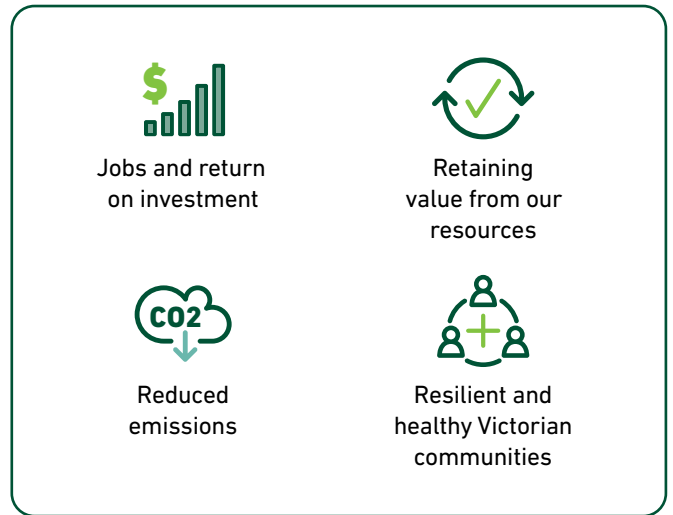 $
Jobs and return
on investment
Retaining
value from our
resources
CO2
Reduced
emissions
Resilient and
healthy Victorian
communities